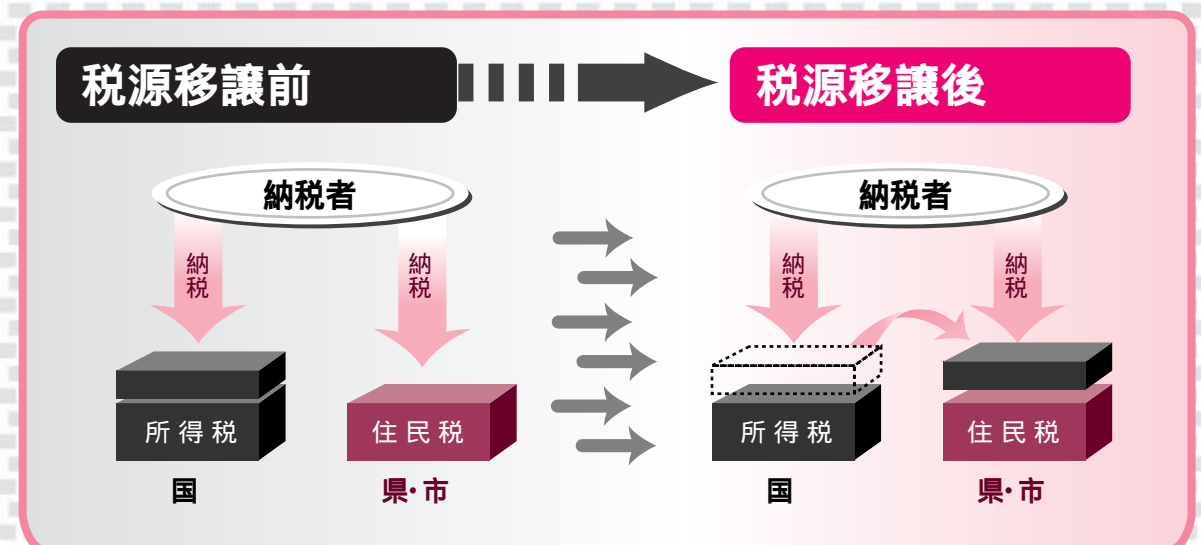 税源移譲前
税源移譲後
納税者
納税者
納税
納税
納税
納税
所得税
住民税
所得税
住民税
国
県・市
国
県・市